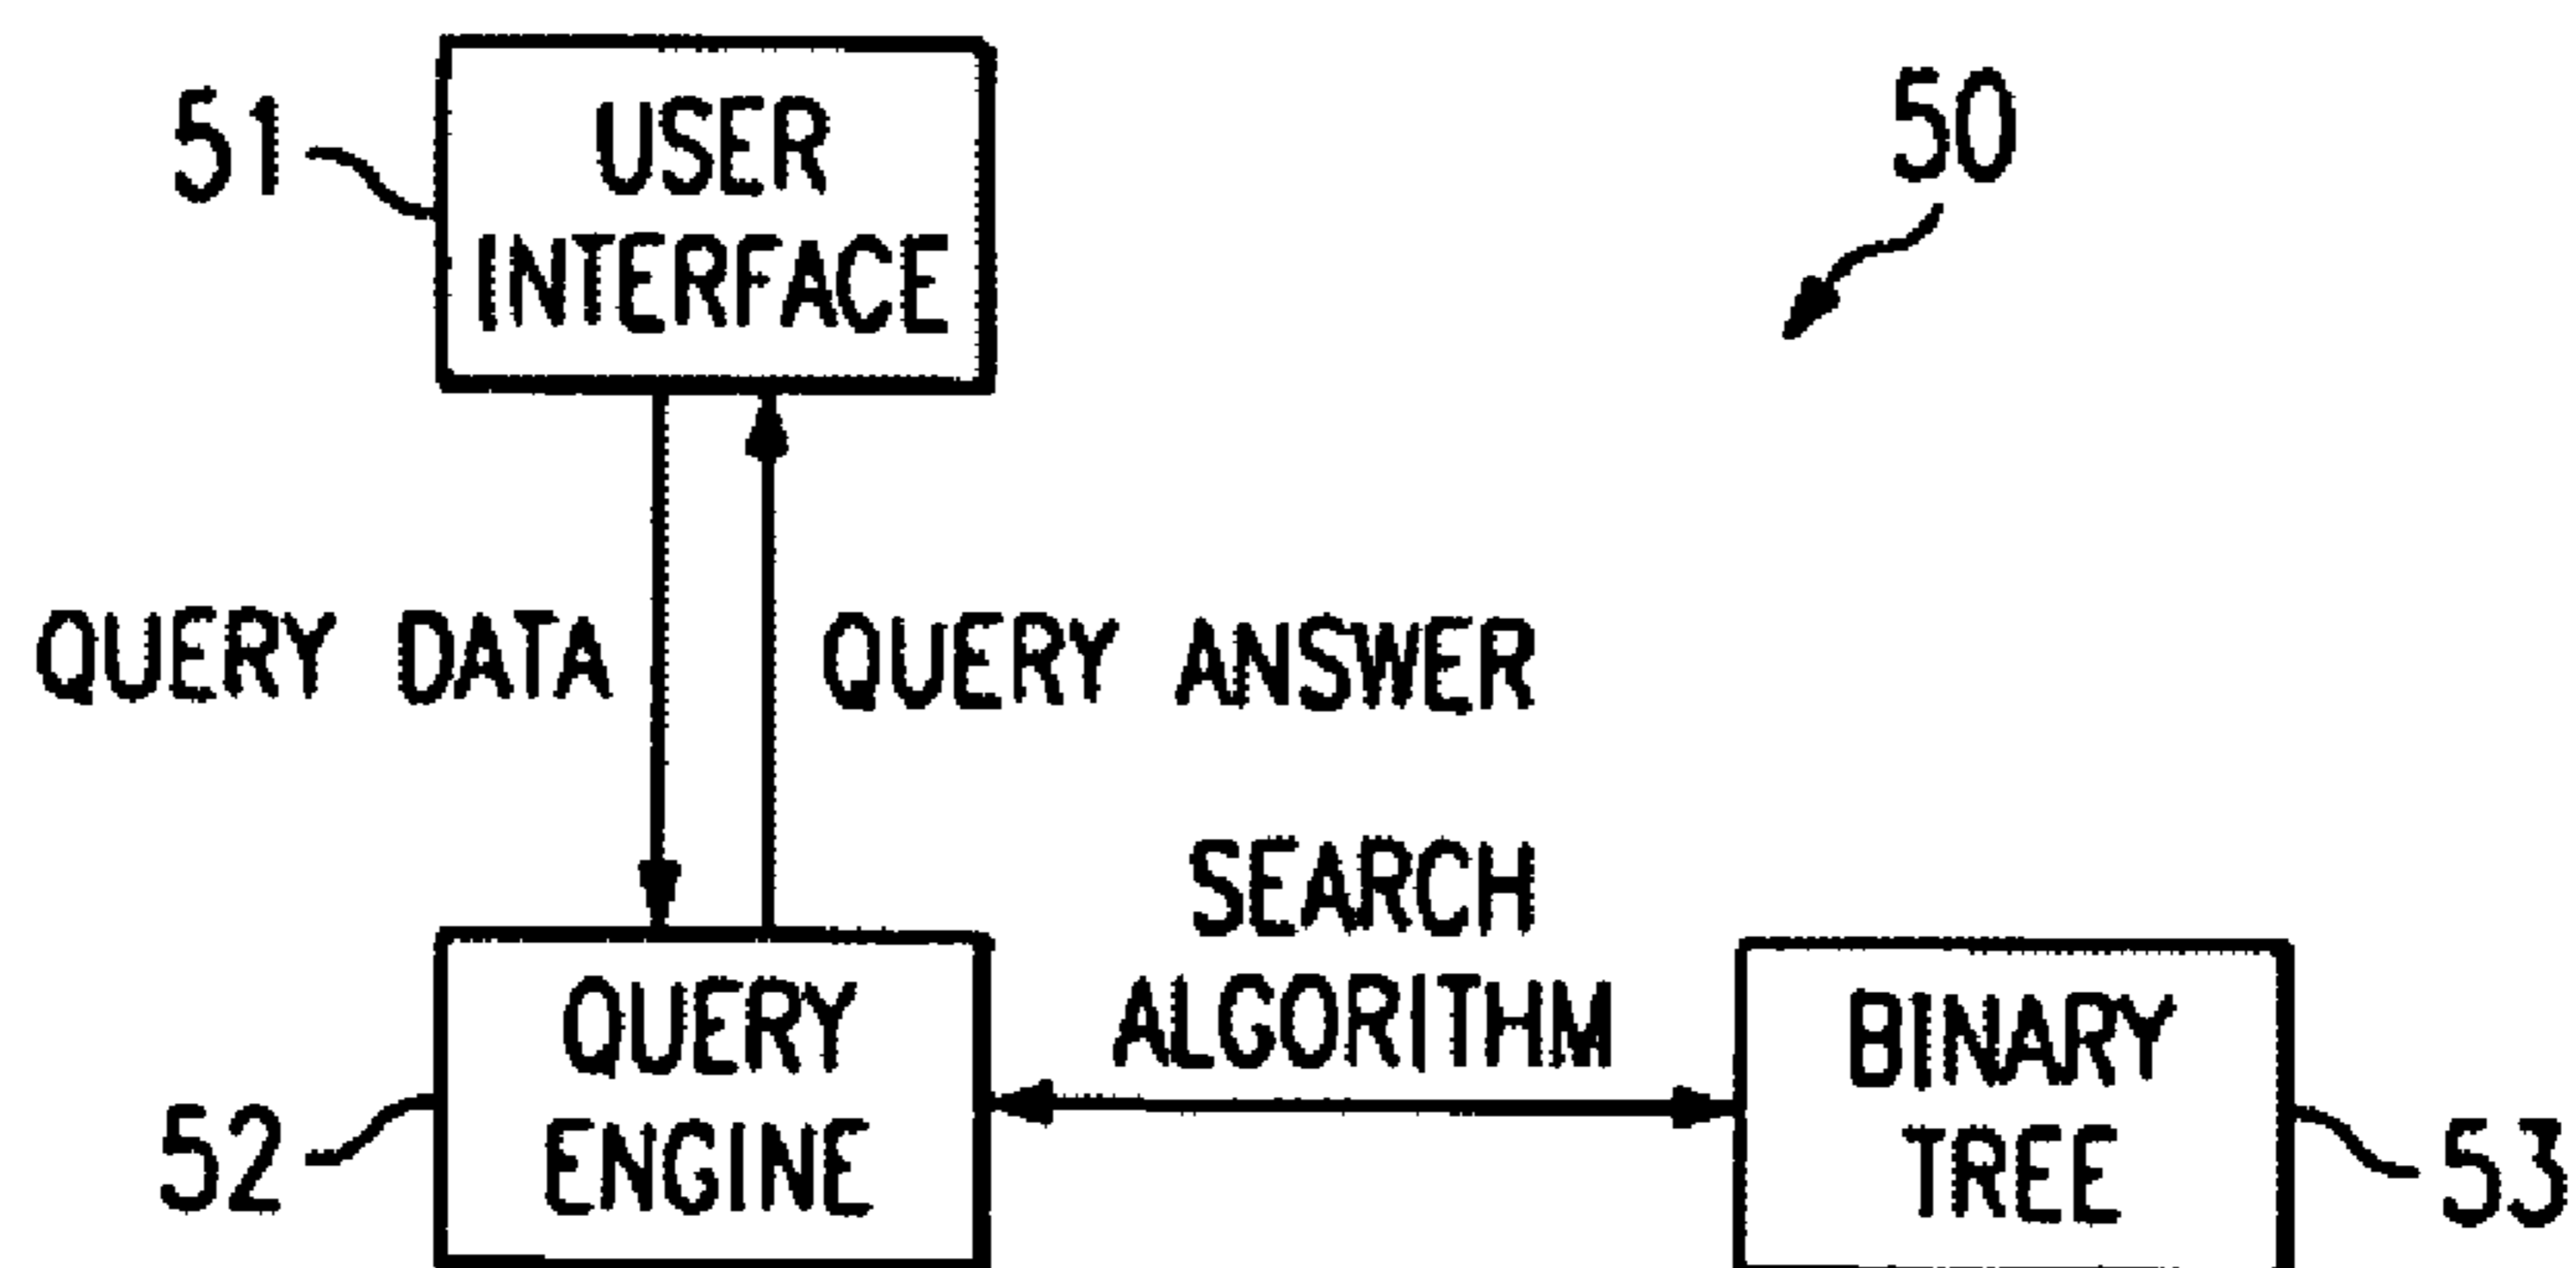 51
USER
INTERFACE
50
QUERY DATA
QUERY ANSWER
SEARCH
ALGORITHM
52
QUERY
ENGINE
BINARY
TREE
53